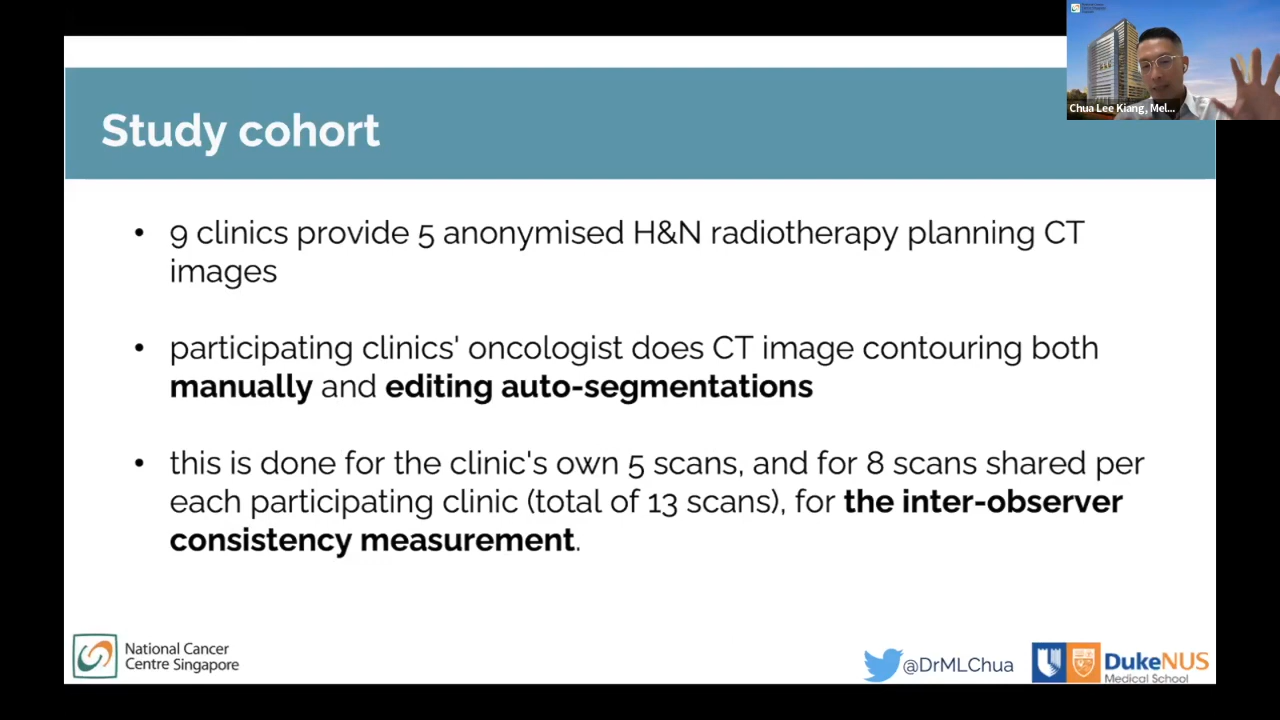 Chua Lee Kiang, Mel...
Study cohort
• 9 clinics provide 5 anonymised H&N radiotherapy planning CT
images
• participating clinics' oncologist does CT image contouring both
manually and editing auto-segmentations
• this is done for the clinic's own 5 scans, and for 8 scans shared per
each participating clinic (total of 13 scans), for the inter-observer
consistency measurement.
National Cancer
Centre Singapore
@DrMLChua
DukeNUS
Medical School